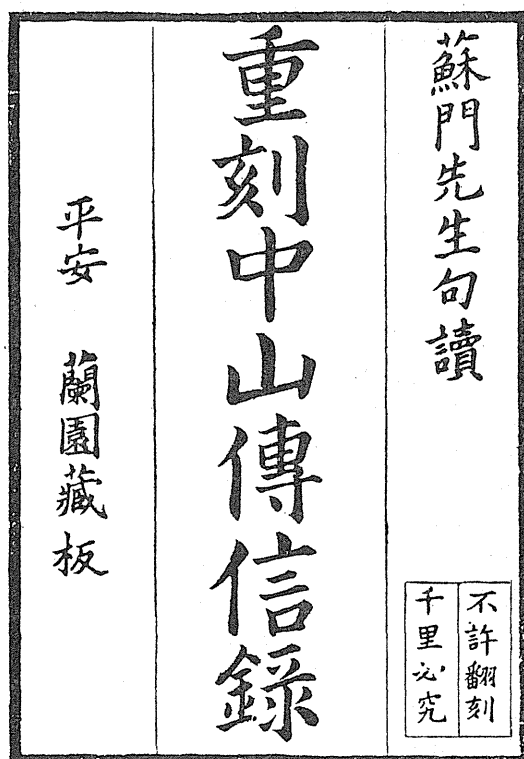 蘇門先生句讀
不許翻刻
千里必究
重刻中山傳信錄
平安 蘭園藏板